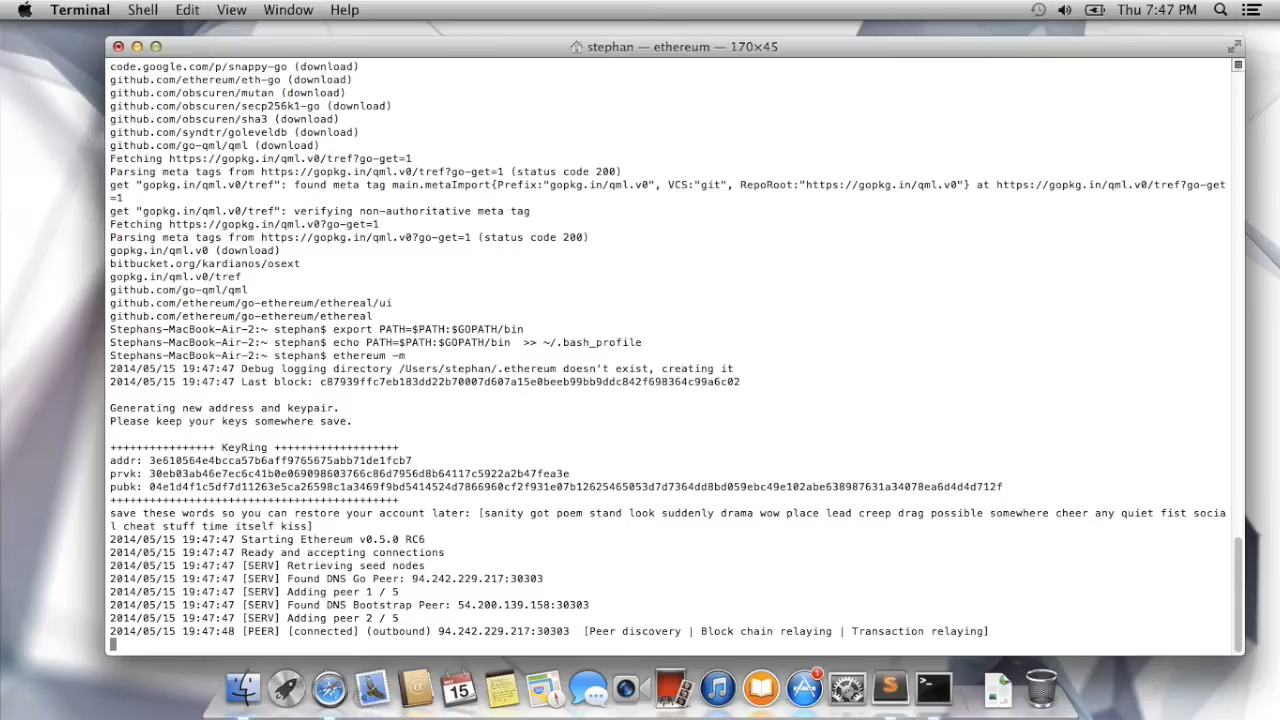 Terminal Shell Edit View Window Help Thu 7:47 PM
stephan — ethereum — 170×45
code.google.com/p/snappy-go (download)
github.com/ethereum/eth-go (download)
github.com/obscuren/mutan (download)
github.com/obscuren/secp256k1-go (download)
github.com/obscuren/sha3 (download)
github.com/syndtr/goleveldb (download)
github.com/go-qml/qml (download)
Fetching https://gopkg.in/qml.v0/tref?go-get=1
Parsing meta tags from https://gopkg.in/qml.v0/tref?go-get=1 (status code 200)
get "gopkg.in/qml.v0/tref": found meta tag main.metaImport{Prefix:"gopkg.in/qml.v0", VCS:"git", RepoRoot:"https://gopkg.in/qml.v0"} at https://gopkg.in/qml.v0/tref?go-get
=1
get "gopkg.in/qml.v0/tref": verifying non-authoritative meta tag
Fetching https://gopkg.in/qml.v0?go-get=1
Parsing meta tags from https://gopkg.in/qml.v0?go-get=1 (status code 200)
gopkg.in/qml.v0 (download)
bitbucket.org/kardianos/osext
gopkg.in/qml.v0/tref
github.com/go-qml/qml
github.com/ethereum/go-ethereum/ethereal/ui
github.com/ethereum/go-ethereum/ethereal
Stephans-MacBook-Air-2:~ stephan$ export PATH=$PATH:$GOPATH/bin
Stephans-MacBook-Air-2:~ stephan$ echo PATH=$PATH:$GOPATH/bin  >> ~/.bash_profile
Stephans-MacBook-Air-2:~ stephan$ ethereum -m
2014/05/15 19:47:47 Debug logging directory /Users/stephan/.ethereum doesn't exist, creating it
2014/05/15 19:47:47 Last block: c87939ffc7eb183dd22b70007d607a15e0beeb99bb9ddc842f698364c99a6c02
Generating new address and keypair.
Please keep your keys somewhere save.
++++++++++++++++ KeyRing +++++++++++++++++++
addr: 3e610564e4bcca57b6aff9765675abb71de1fcb7
prvk: 30eb03ab46e7ec6c41b0e069098603766c86d7956d8b64117c5922a2b47fea3e
pubk: 04e1d4f1c5df7d11263e5ca26598c1a3469f9bd5414524d7866960cf2f931e07b12625465053d7d7364dd8bd059ebc49e102abe638987631a34078ea6d4d4d712f
++++++++++++++++++++++++++++++++++++++++++++
save these words so you can restore your account later: [sanity got poem stand look suddenly drama wow place lead creep drag possible somewhere cheer any quiet fist socia
l cheat stuff time itself kiss]
2014/05/15 19:47:47 Starting Ethereum v0.5.0 RC6
2014/05/15 19:47:47 Ready and accepting connections
2014/05/15 19:47:47 [SERV] Retrieving seed nodes
2014/05/15 19:47:47 [SERV] Found DNS Go Peer: 94.242.229.217:30303
2014/05/15 19:47:47 [SERV] Adding peer 1 / 5
2014/05/15 19:47:47 [SERV] Found DNS Bootstrap Peer: 54.200.139.158:30303
2014/05/15 19:47:47 [SERV] Adding peer 2 / 5
2014/05/15 19:47:48 [PEER] [connected] (outbound) 94.242.229.217:30303  [Peer discovery | Block chain relaying | Transaction relaying]
15
1